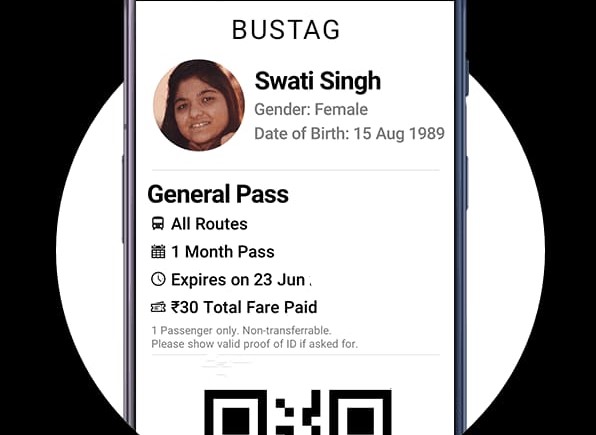 BUSTAG
Swati Singh
Gender: Female
Date of Birth: 15 Aug 1989
General Pass
All Routes
1 Month Pass
Expires on 23 Jun
₹30 Total Fare Paid
1 Passenger only. Non-transferrable.
Please show valid proof of ID if asked for.